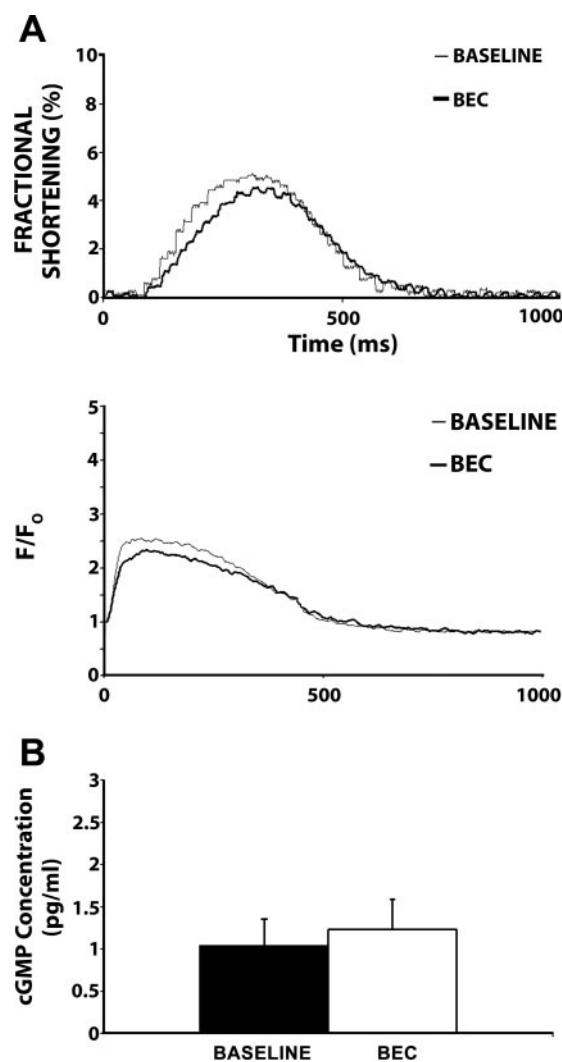 A
FRACTIONAL
SHORTENING (%)
10
8
6
4
2
0
0
500
1000
Time (ms)
BASELINE
BEC
F/Fo
5
4
3
2
1
0
0
500
1000
BASELINE
BEC
B
cGMP Concentration
(pg/ml)
3
2.5
2
1.5
1
0.5
0
BASELINE
BEC